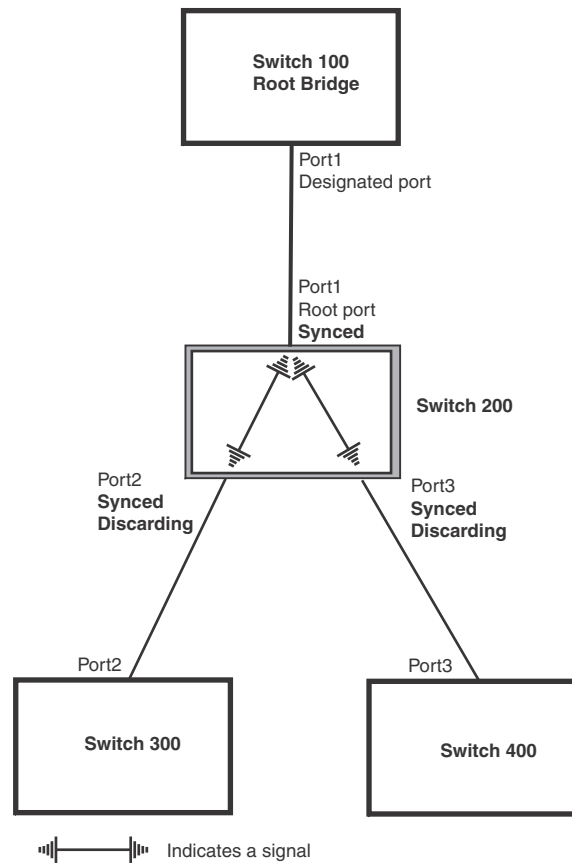 Switch 100
Root Bridge
Port1
Designated port
Port1
Root port
Synced
Switch 200
Port2
Synced
Discarding
Port3
Synced
Discarding
Port2
Port3
Switch 300
Switch 400
Indicates a signal